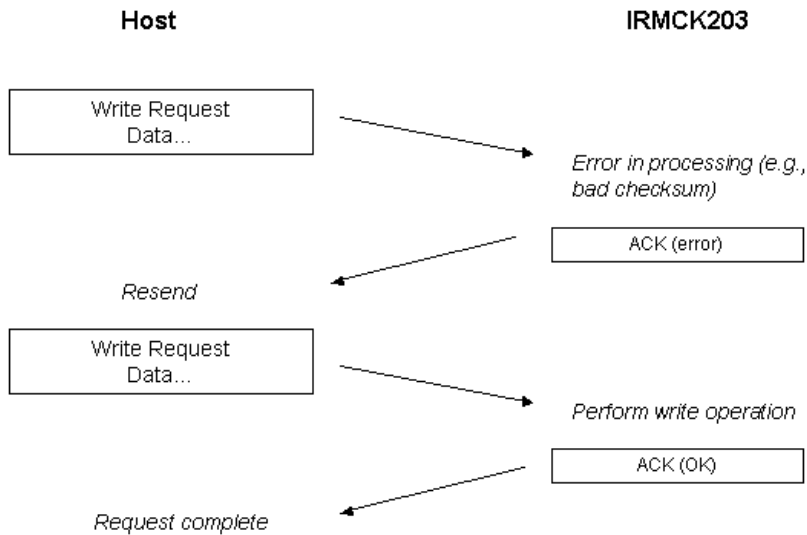 Host
IRMCK203
Write Request
Data...
Error in processing (e.g.,
bad checksum)
ACK (error)
Resend
Write Request
Data...
Perform write operation
ACK (OK)
Request complete